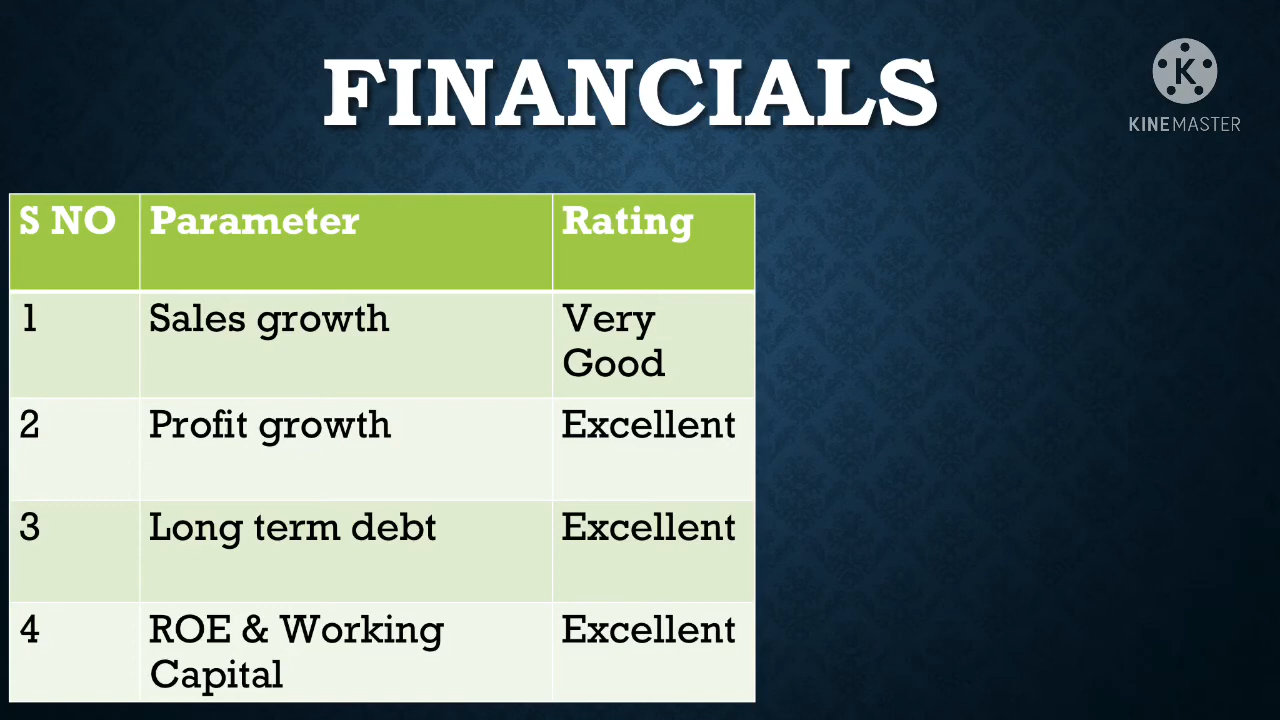 FINANCIALS
K
KINEMASTER
S NO Parameter Rating
1 Sales growth Very
Good
2 Profit growth Excellent
3 Long term debt Excellent
4 ROE & Working Excellent
Capital